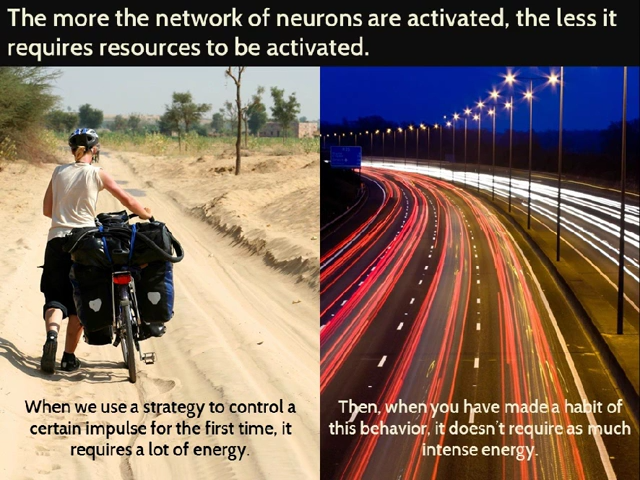 The more the network of neurons are activated, the less it
requires resources to be activated.
When we use a strategy to control a
certain impulse for the first time, it
requires a lot of energy.
Then, when you have made a habit of
this behavior, it doesn't require as much
intense energy.